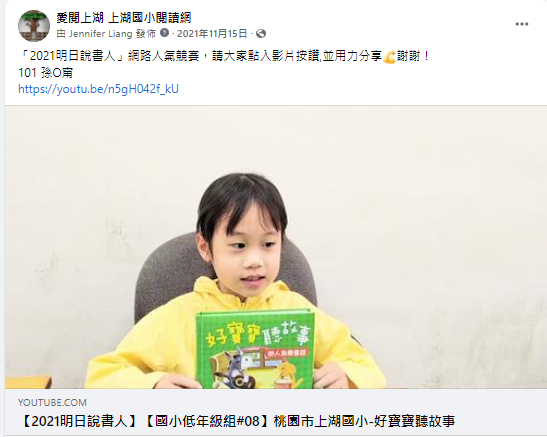 愛閱上湖 上湖國小閱讀網
由 Jennifer Liang 發佈 · 2021年11月15日 ·
「2021明日說書人」網路人氣競賽，請大家點入影片按讚,並用力分享 謝謝！
101 孫O甯
https://youtu.be/n5gH042f_kU
好寶寶聽故事
YOUTUBE.COM
【2021明日說書人】【國小低年級組#08】桃園市上湖國小-好寶寶聽故事